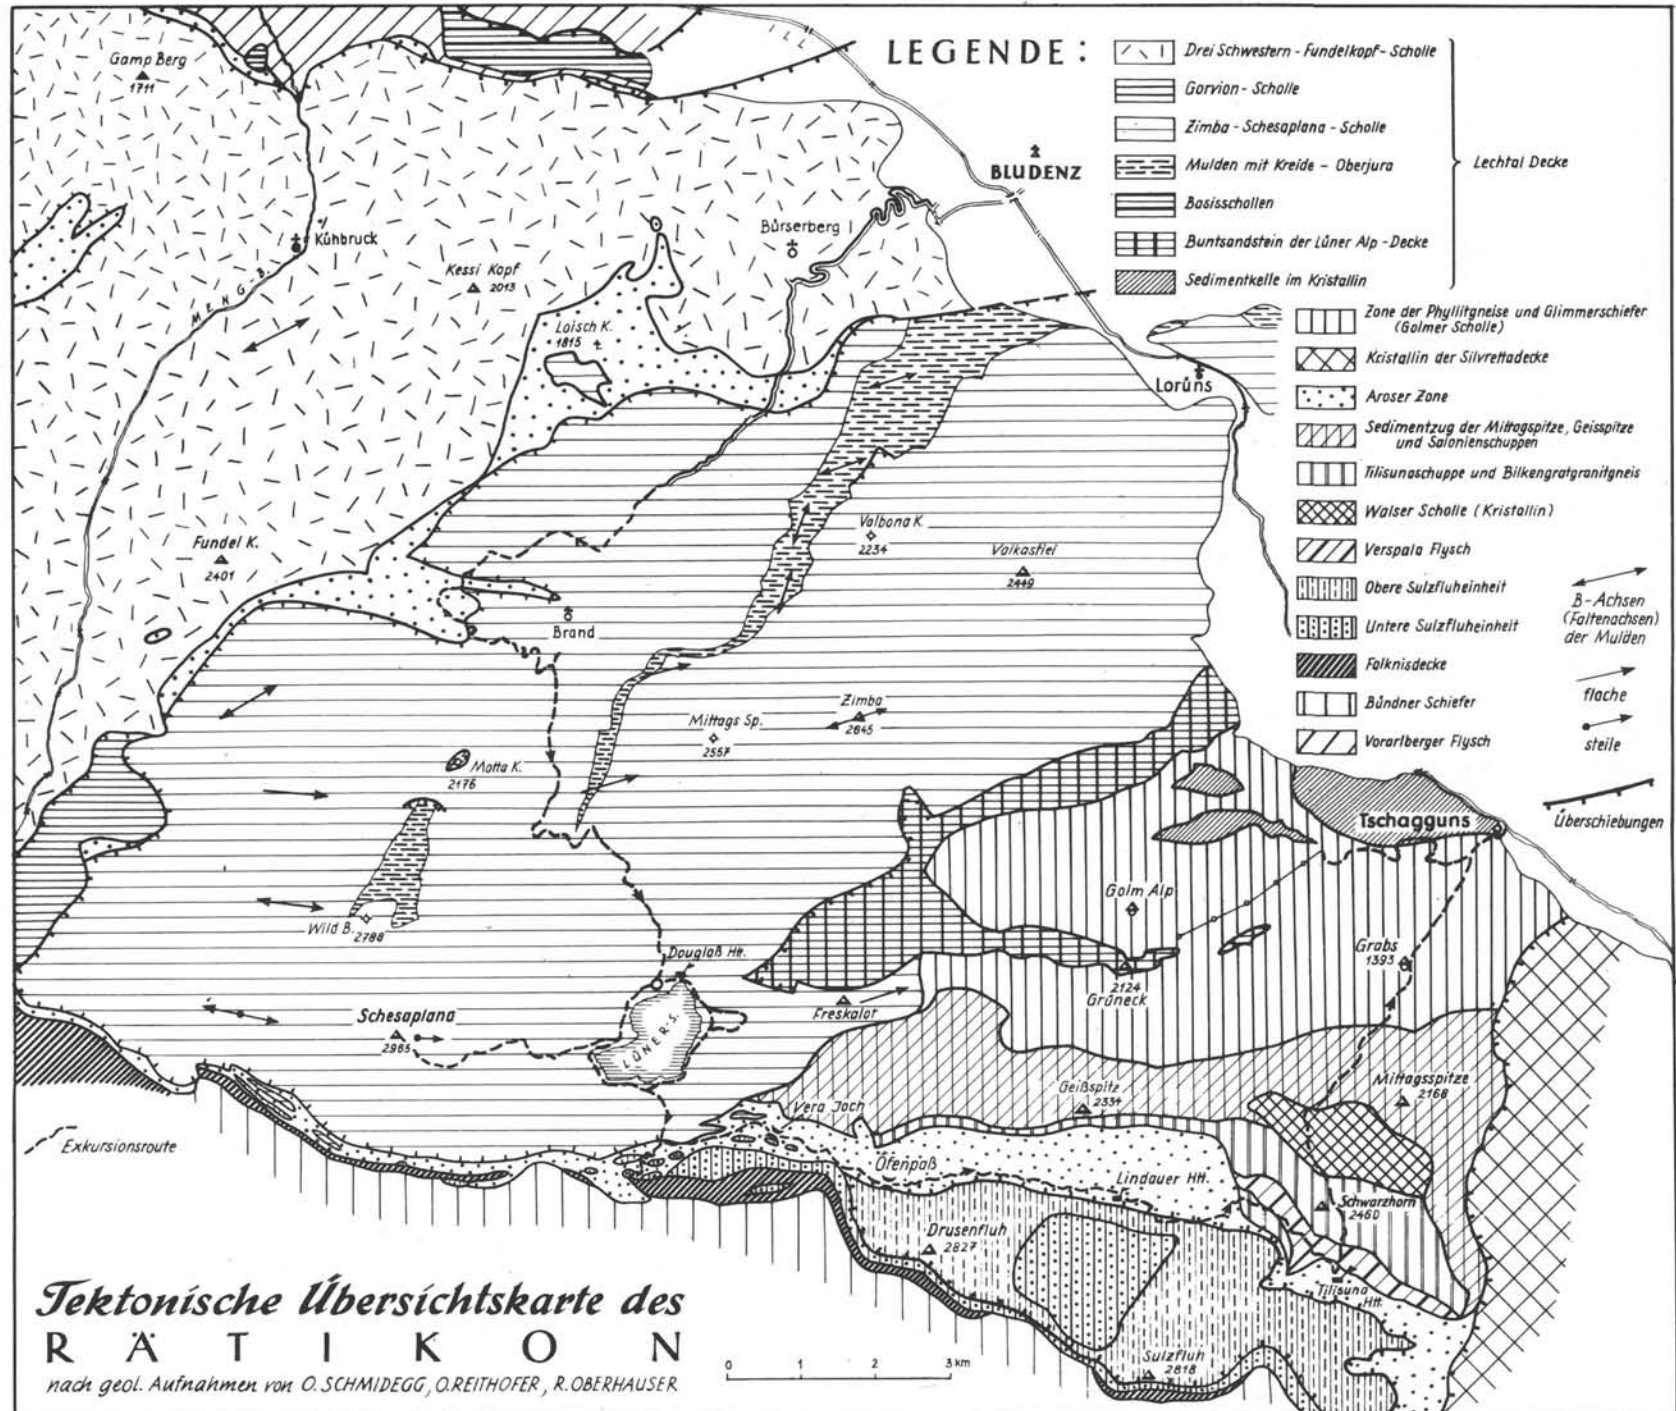 LEGENDE:
Drei Schwestern - Fundelkopf - Scholle
Gorvion - Scholle
Zimba - Schesaplana - Scholle
Mulden mit Kreide - Oberjura
Basisschollen
Buntsandstein der Lüner Alp - Decke
Sedimentkeile im Kristallin
Lechtal Decke
Zone der Phyllitgneise und Glimmerschiefer
(Golmer Scholle)
Kristallin der Silvrettadecke
Aroser Zone
Sedimentzug der Mittagspitze, Geisspitze
und Salonienschuppen
Tilisunaschuppe und Bilkengratgranitgneis
Walser Scholle (Kristallin)
Verspala Flysch
Obere Sulzfluheinheit
Untere Sulzfluheinheit
Falknisdecke
Bündner Schiefer
Vorarlberger Flysch
B-Achsen
(Faltenachsen)
der Mulden
flache
steile
Überschiebungen
ILL
Gamp Berg
1711
BLUDENZ
Kühbruck
Bürserberg
MENG-B.
Kessi Kopf
2013
Loisch K.
1815
Lorüns
Fundel K.
2401
Valbona K.
2234
Valkastiel
2449
Brand
Zimba
2645
Mittags Sp.
2557
Motta K.
2176
Tschagguns
Golm Alp
Wild B.
2788
Douglaß Htt.
Grabs
1393
2124
Grüneck
Freskalot
Schesaplana
2965
LÜNER-S.
Geißspitz
2334
Mittagsspitze
2168
Vera Joch
Exkursionsroute
Öfenpaß
Lindauer Htt.
Schwarzhorn
2460
Drusenfluh
2827
Tilisuna
Htt.
Sulzfluh
2818
Tektonische Übersichtskarte des
RÄTIKON
nach geol. Aufnahmen von O. SCHMIDEGG, O. REITHOFER, R. OBERHAUSER
0 1 2 3 km